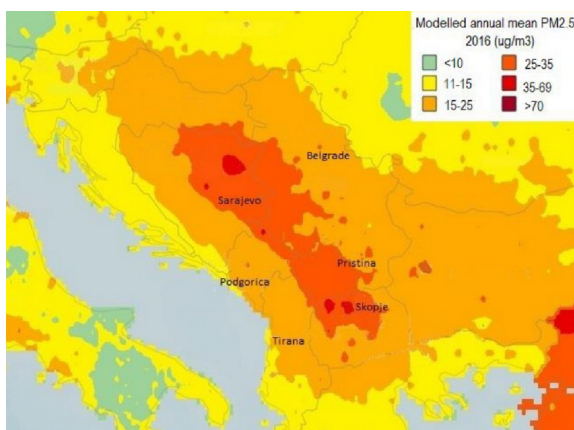 Modelled annual mean PM2.5
2016 (ug/m3)
<10 25-35
11-15 35-69
15-25 >70
Belgrade
Sarajevo
Pristina
Podgorica
Skopje
Tirana